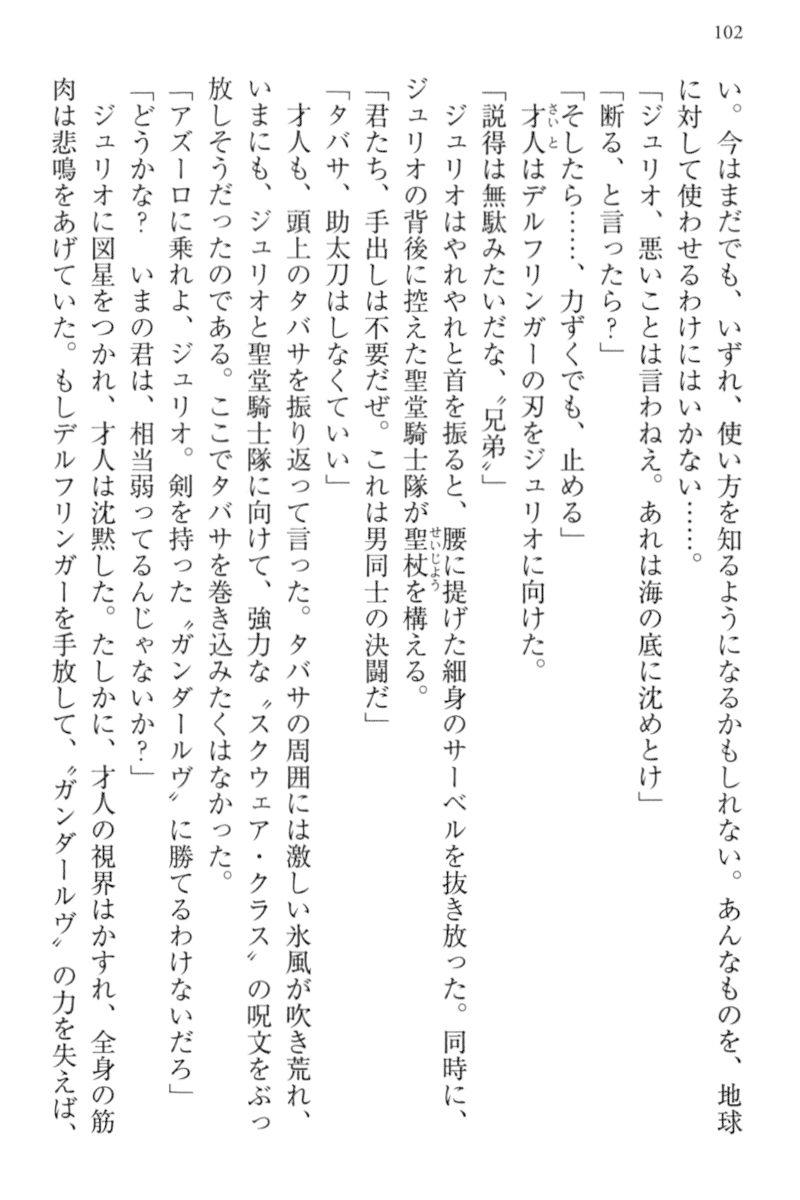 102
い。今はまだでも、いずれ、使い方を知るようになるかもしれない。あんなものを、地球
に対して使わせるわけにはいかない……。
「ジュリオ、悪いことは言わねえ。あれは海の底に沈めとけ」
「断る、と言ったら？」
「そしたら……、力ずくでも、止める」
才人はデルフリンガーの刃をジュリオに向けた。
「説得は無駄みたいだな、〝兄弟〟」
ジュリオはやれやれと首を振ると、腰に提げた細身のサーベルを抜き放った。同時に、
ジュリオの背後に控えた聖堂騎士隊が聖杖を構える。
「君たち、手出しは不要だぜ。これは男同士の決闘だ」
「タバサ、助太刀はしなくていい」
才人も、頭上のタバサを振り返って言った。タバサの周囲には激しい氷風が吹き荒れ、
いまにも、ジュリオと聖堂騎士隊に向けて、強力な〝スクウェア・クラス〟の呪文をぶっ
放しそうだったのである。ここでタバサを巻き込みたくはなかった。
「アズーロに乗れよ、ジュリオ。剣を持った〝ガンダールヴ〟に勝てるわけないだろ」
「どうかな？　いまの君は、相当弱ってるんじゃないか？」
ジュリオに図星をつかれ、才人は沈黙した。たしかに、才人の視界はかすれ、全身の筋
肉は悲鳴をあげていた。もしデルフリンガーを手放して、〝ガンダールヴ〟の力を失えば、